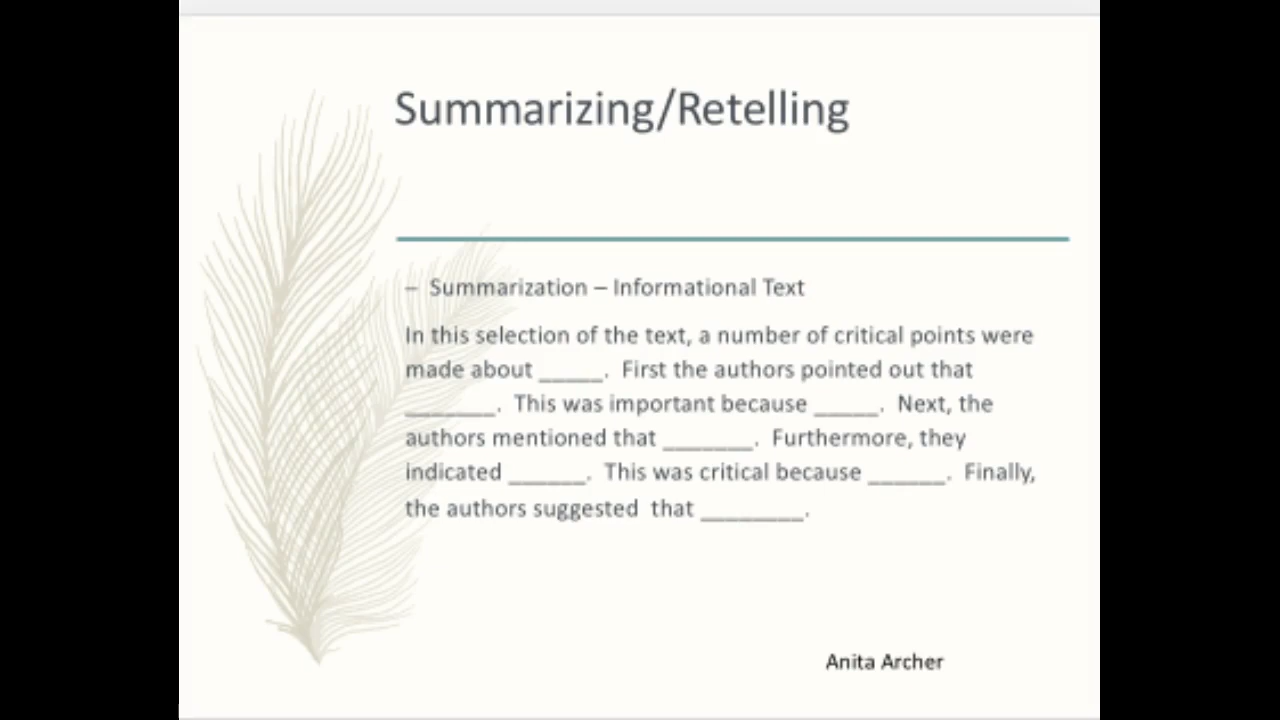 Summarizing/Retelling
– Summarization – Informational Text
In this selection of the text, a number of critical points were
made about _____. First the authors pointed out that
_______. This was important because _____. Next, the
authors mentioned that _______. Furthermore, they
indicated ______. This was critical because ______. Finally,
the authors suggested that ________.
Anita Archer